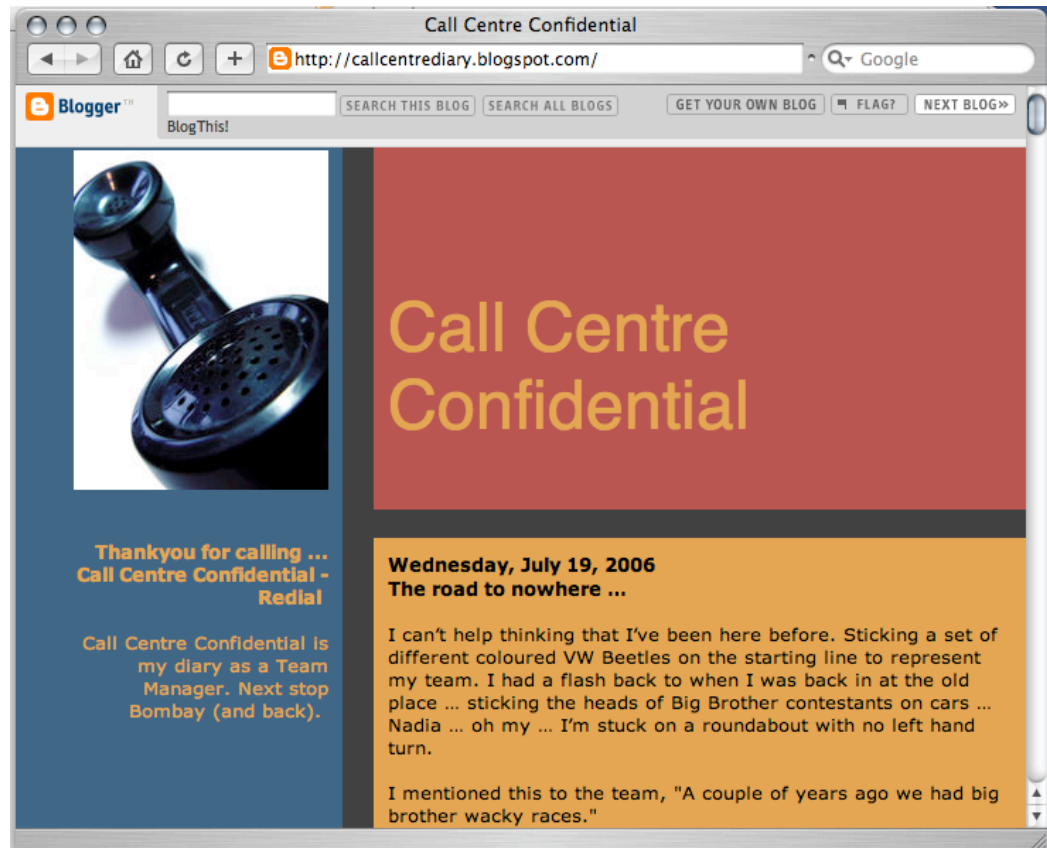 Call Centre Confidential
http://callcentrediary.blogspot.com/
Google
Blogger™
SEARCH THIS BLOG
SEARCH ALL BLOGS
GET YOUR OWN BLOG
FLAG?
NEXT BLOG»
BlogThis!
Call Centre
Confidential
Thankyou for calling ...
Call Centre Confidential -
Redial
Call Centre Confidential is
my diary as a Team
Manager. Next stop
Bombay (and back).
Wednesday, July 19, 2006
The road to nowhere ...
I can't help thinking that I've been here before. Sticking a set of
different coloured VW Beetles on the starting line to represent
my team. I had a flash back to when I was back in at the old
place ... sticking the heads of Big Brother contestants on cars ...
Nadia ... oh my ... I'm stuck on a roundabout with no left hand
turn.
I mentioned this to the team, "A couple of years ago we had big
brother wacky races."